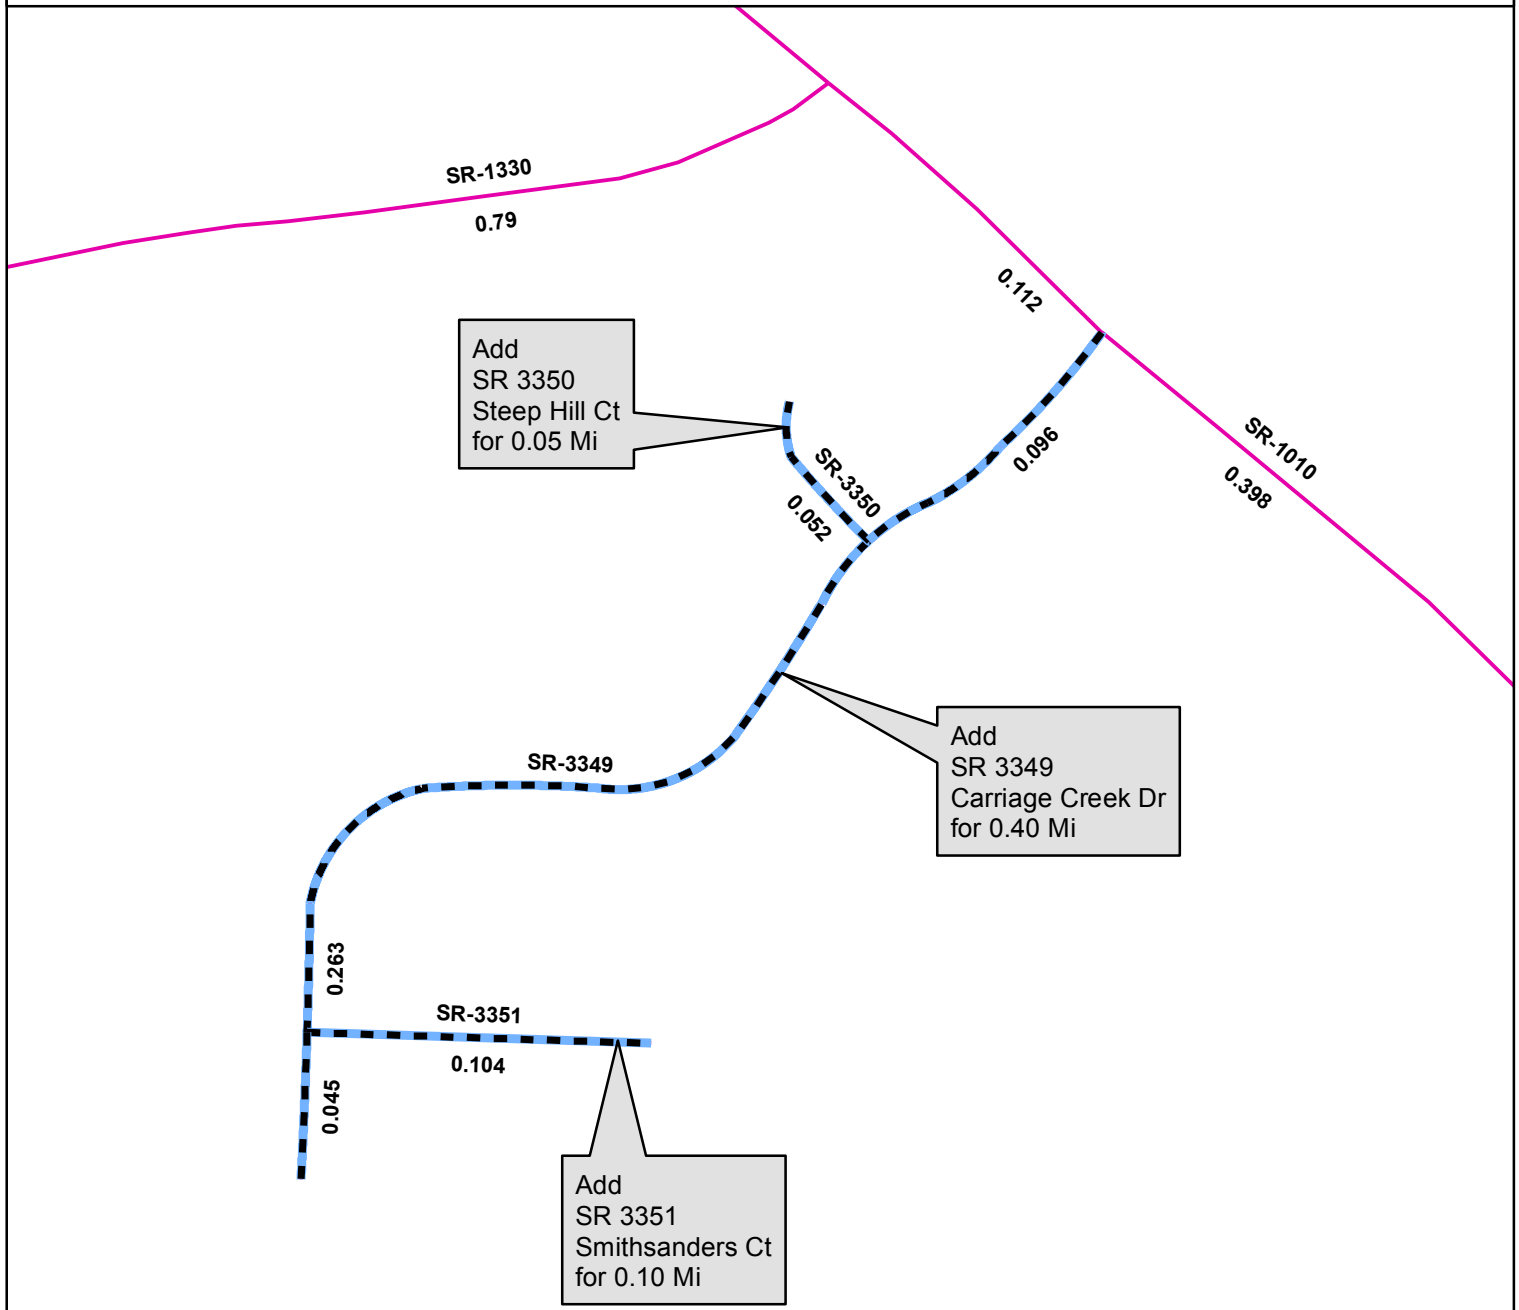 SR-1330
0.79
0.112
Add
SR 3350
Steep Hill Ct
for 0.05 Mi
SR-3350
0.052
0.096
SR-1010
0.398
Add
SR 3349
Carriage Creek Dr
for 0.40 Mi
SR-3349
0.263
SR-3351
0.104
0.045
Add
SR 3351
Smithsanders Ct
for 0.10 Mi